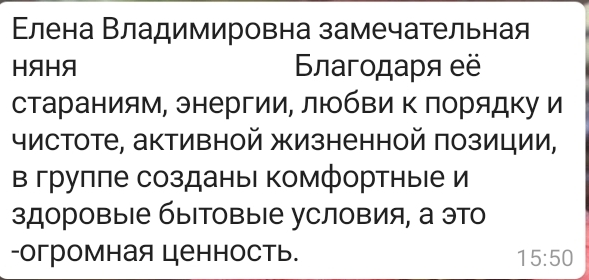 Елена Владимировна замечательная
няня Благодаря её
стараниям, энергии, любви к порядку и
чистоте, активной жизненной позиции,
в группе созданы комфортные и
здоровые бытовые условия, а это
-огромная ценность.
15:50